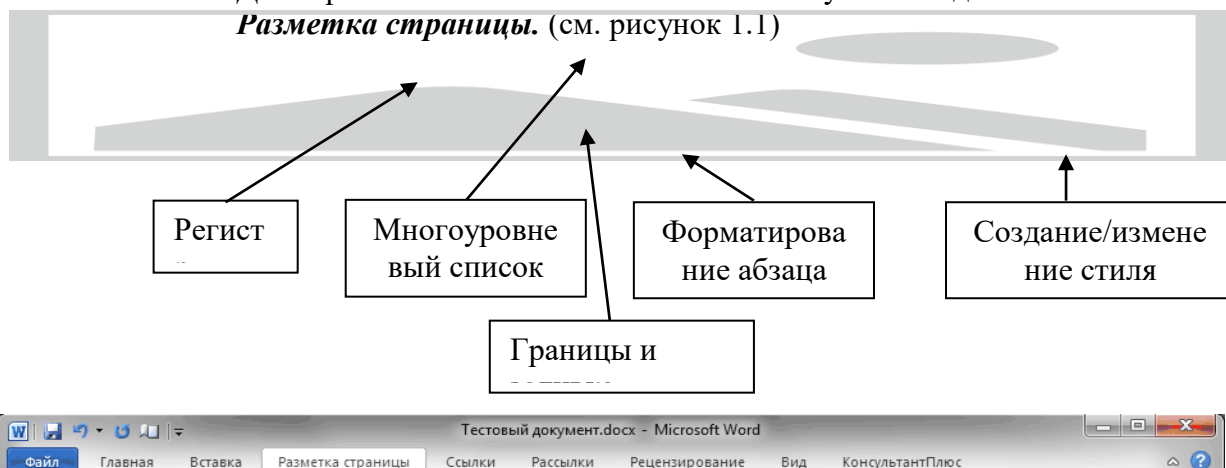 Разметка страницы. (см. рисунок 1.1)
Регист
Многоуровне
вый список
Форматирова
ние абзаца
Создание/измене
ние стиля
Границы и
Тестовый документ.docx - Microsoft Word
Файл Главная Вставка Разметка страницы Ссылки Рассылки Рецензирование Вид КонсультантПлюс